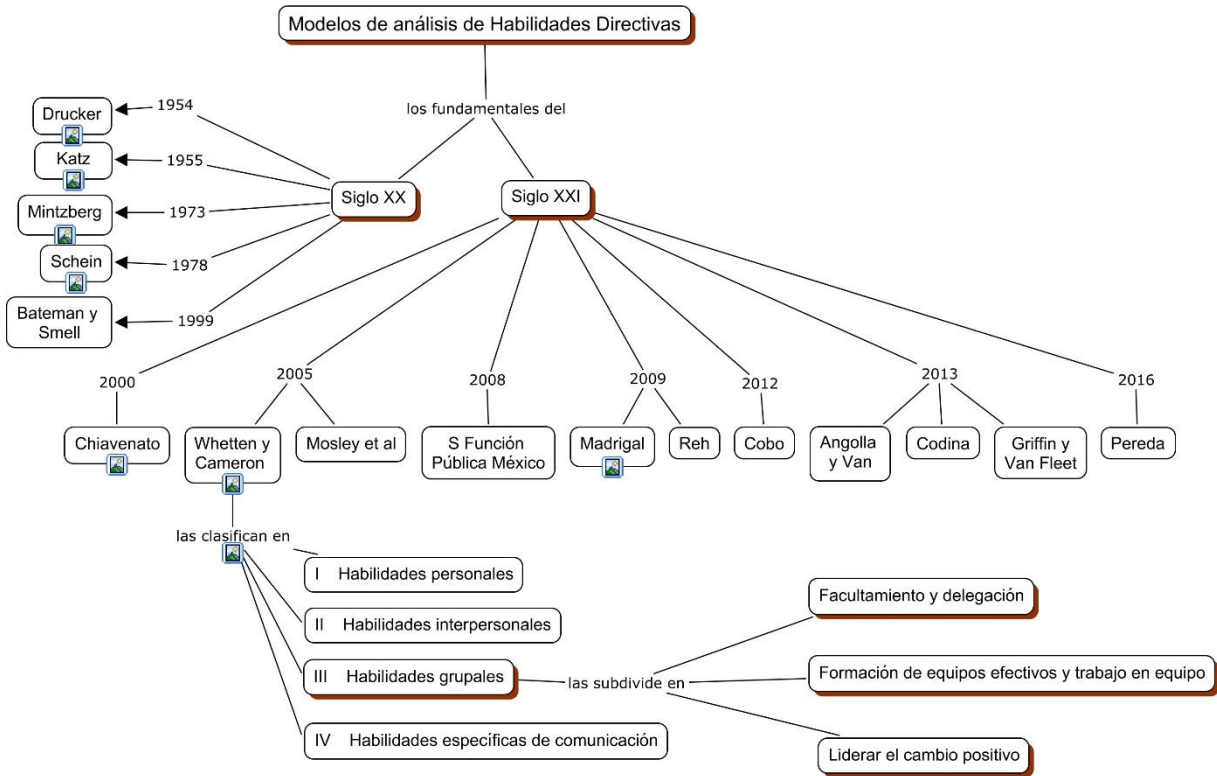 Modelos de análisis de Habilidades Directivas
los fundamentales del
1954
Drucker
1955
Katz
Siglo XX
Siglo XXI
1973
Mintzberg
1978
Schein
1999
Bateman y
Smell
2000
2005
2008
2009
2012
2013
2016
Chiavenato
Whetten y
Cameron
Mosley et al
S Función
Pública México
Madrigal
Reh
Cobo
Angolla
y Van
Codina
Griffin y
Van Fleet
Pereda
las clasifican en
I Habilidades personales
II Habilidades interpersonales
III Habilidades grupales
IV Habilidades específicas de comunicación
las subdivide en
Facultamiento y delegación
Formación de equipos efectivos y trabajo en equipo
Liderar el cambio positivo